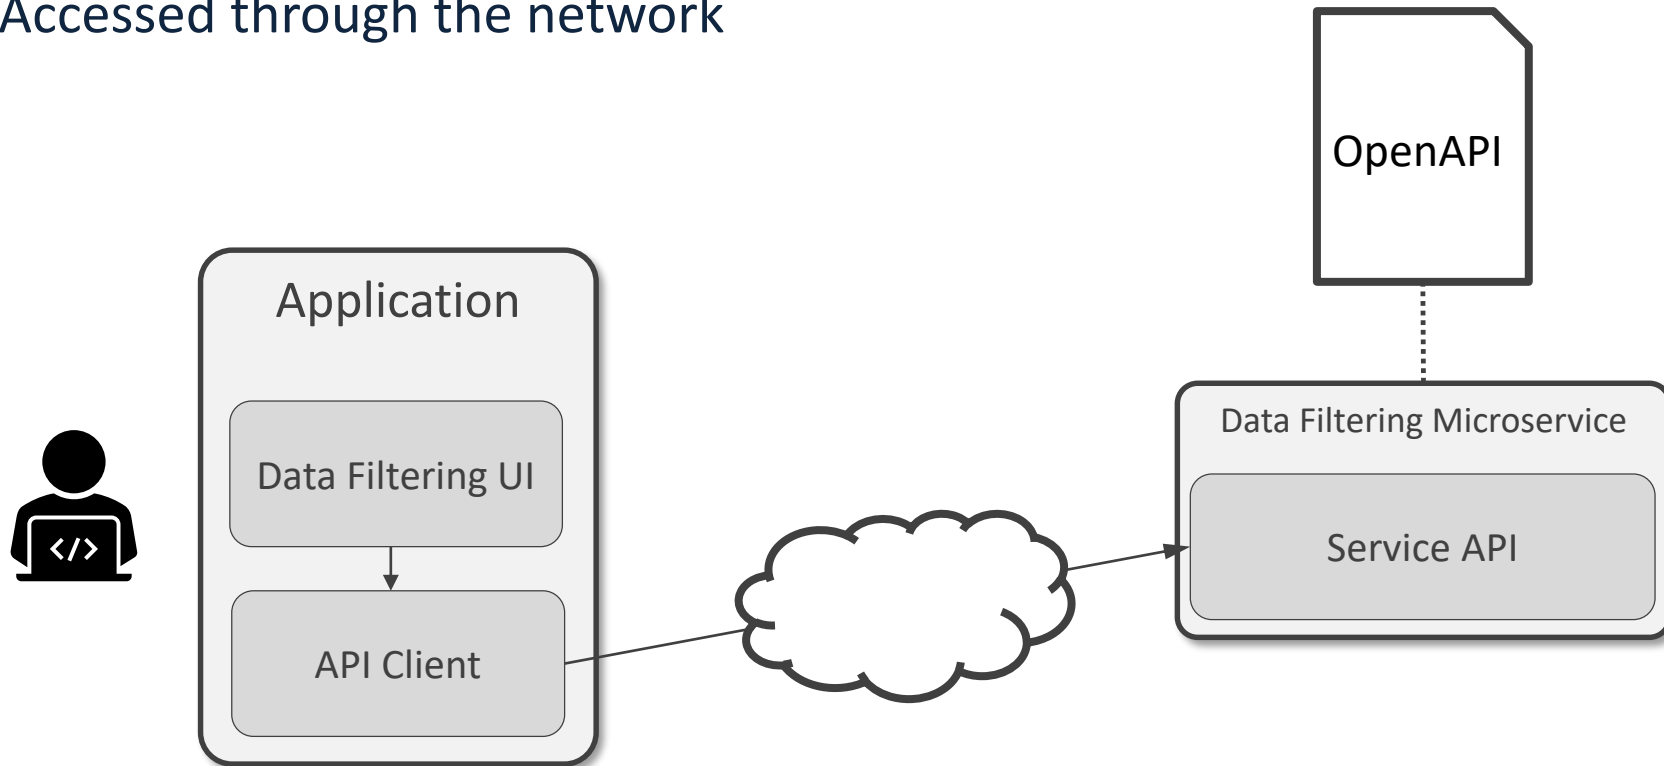 Accessed through the network
OpenAPI
Application
Data Filtering UI
API Client
</>
Data Filtering Microservice
Service API